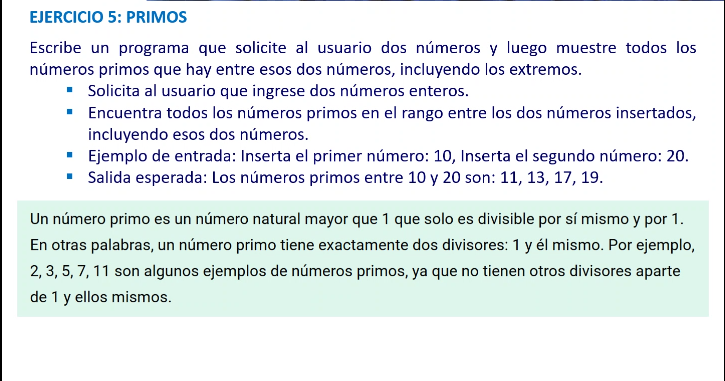 EJERCICIO 5: PRIMOS
Escribe un programa que solicite al usuario dos números y luego muestre todos los
números primos que hay entre esos dos números, incluyendo los extremos.
▪ Solicita al usuario que ingrese dos números enteros.
▪ Encuentra todos los números primos en el rango entre los dos números insertados,
incluyendo esos dos números.
▪ Ejemplo de entrada: Inserta el primer número: 10, Inserta el segundo número: 20.
▪ Salida esperada: Los números primos entre 10 y 20 son: 11, 13, 17, 19.
Un número primo es un número natural mayor que 1 que solo es divisible por sí mismo y por 1.
En otras palabras, un número primo tiene exactamente dos divisores: 1 y él mismo. Por ejemplo,
2, 3, 5, 7, 11 son algunos ejemplos de números primos, ya que no tienen otros divisores aparte
de 1 y ellos mismos.